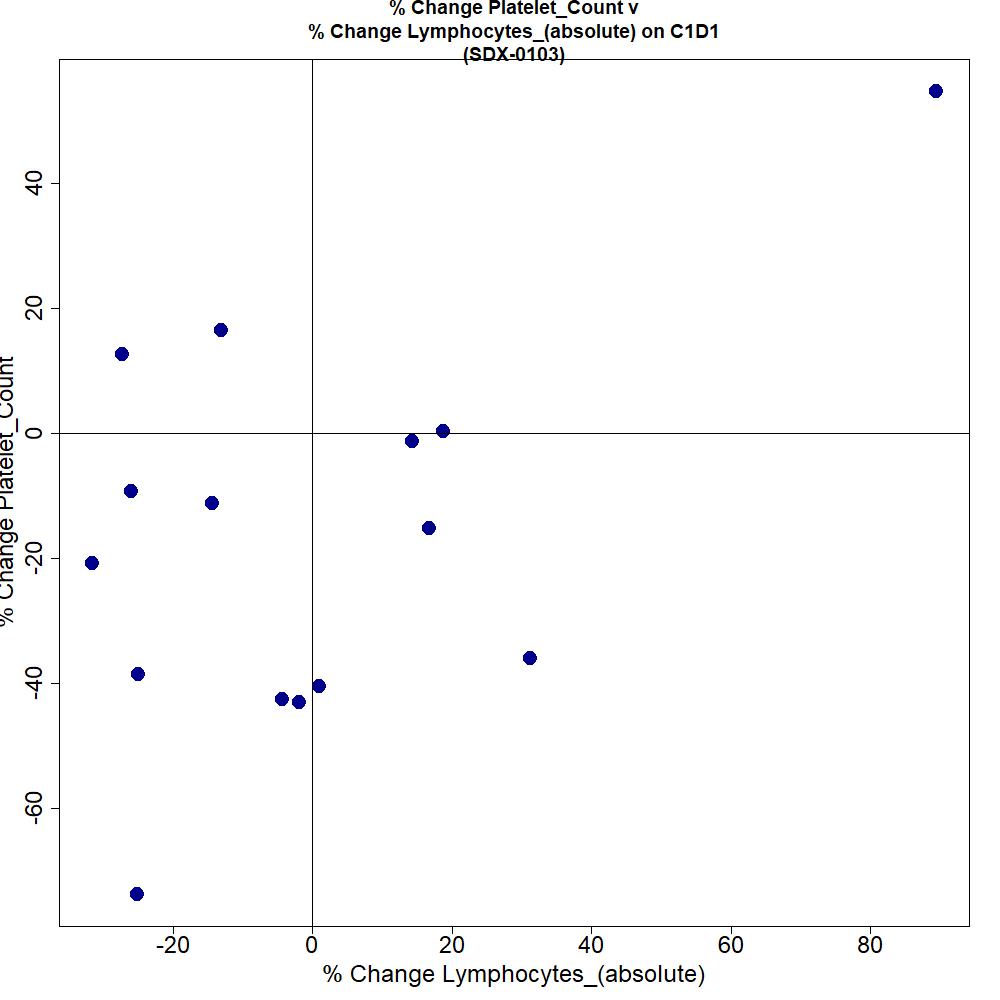 % Change Platelet_Count v
% Change Lymphocytes_(absolute) on C1D1
(SDX-0103)
% Change Platelet_Count
40
20
0
-20
-40
-60
-20
0
20
40
60
80
% Change Lymphocytes_(absolute)